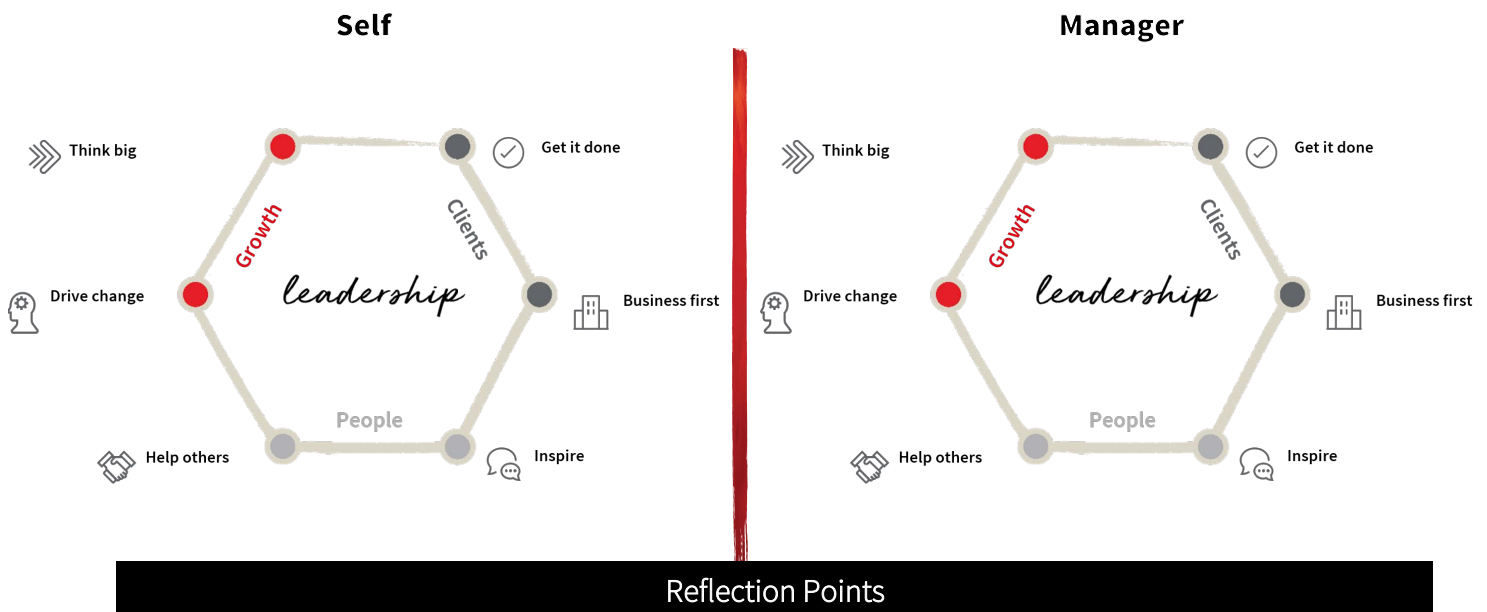 Self
Think big
Get it done
Growth
Clients
leadership
Drive change
Business first
People
Help others
Inspire
Manager
Think big
Get it done
Growth
Clients
leadership
Drive change
Business first
People
Help others
Inspire
Reflection Points